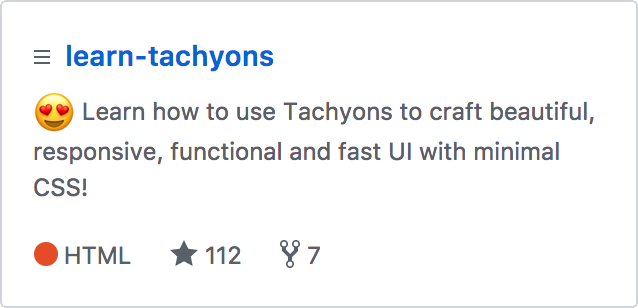 learn-tachyons
😍 Learn how to use Tachyons to craft beautiful,
responsive, functional and fast UI with minimal
CSS!
HTML 112 7